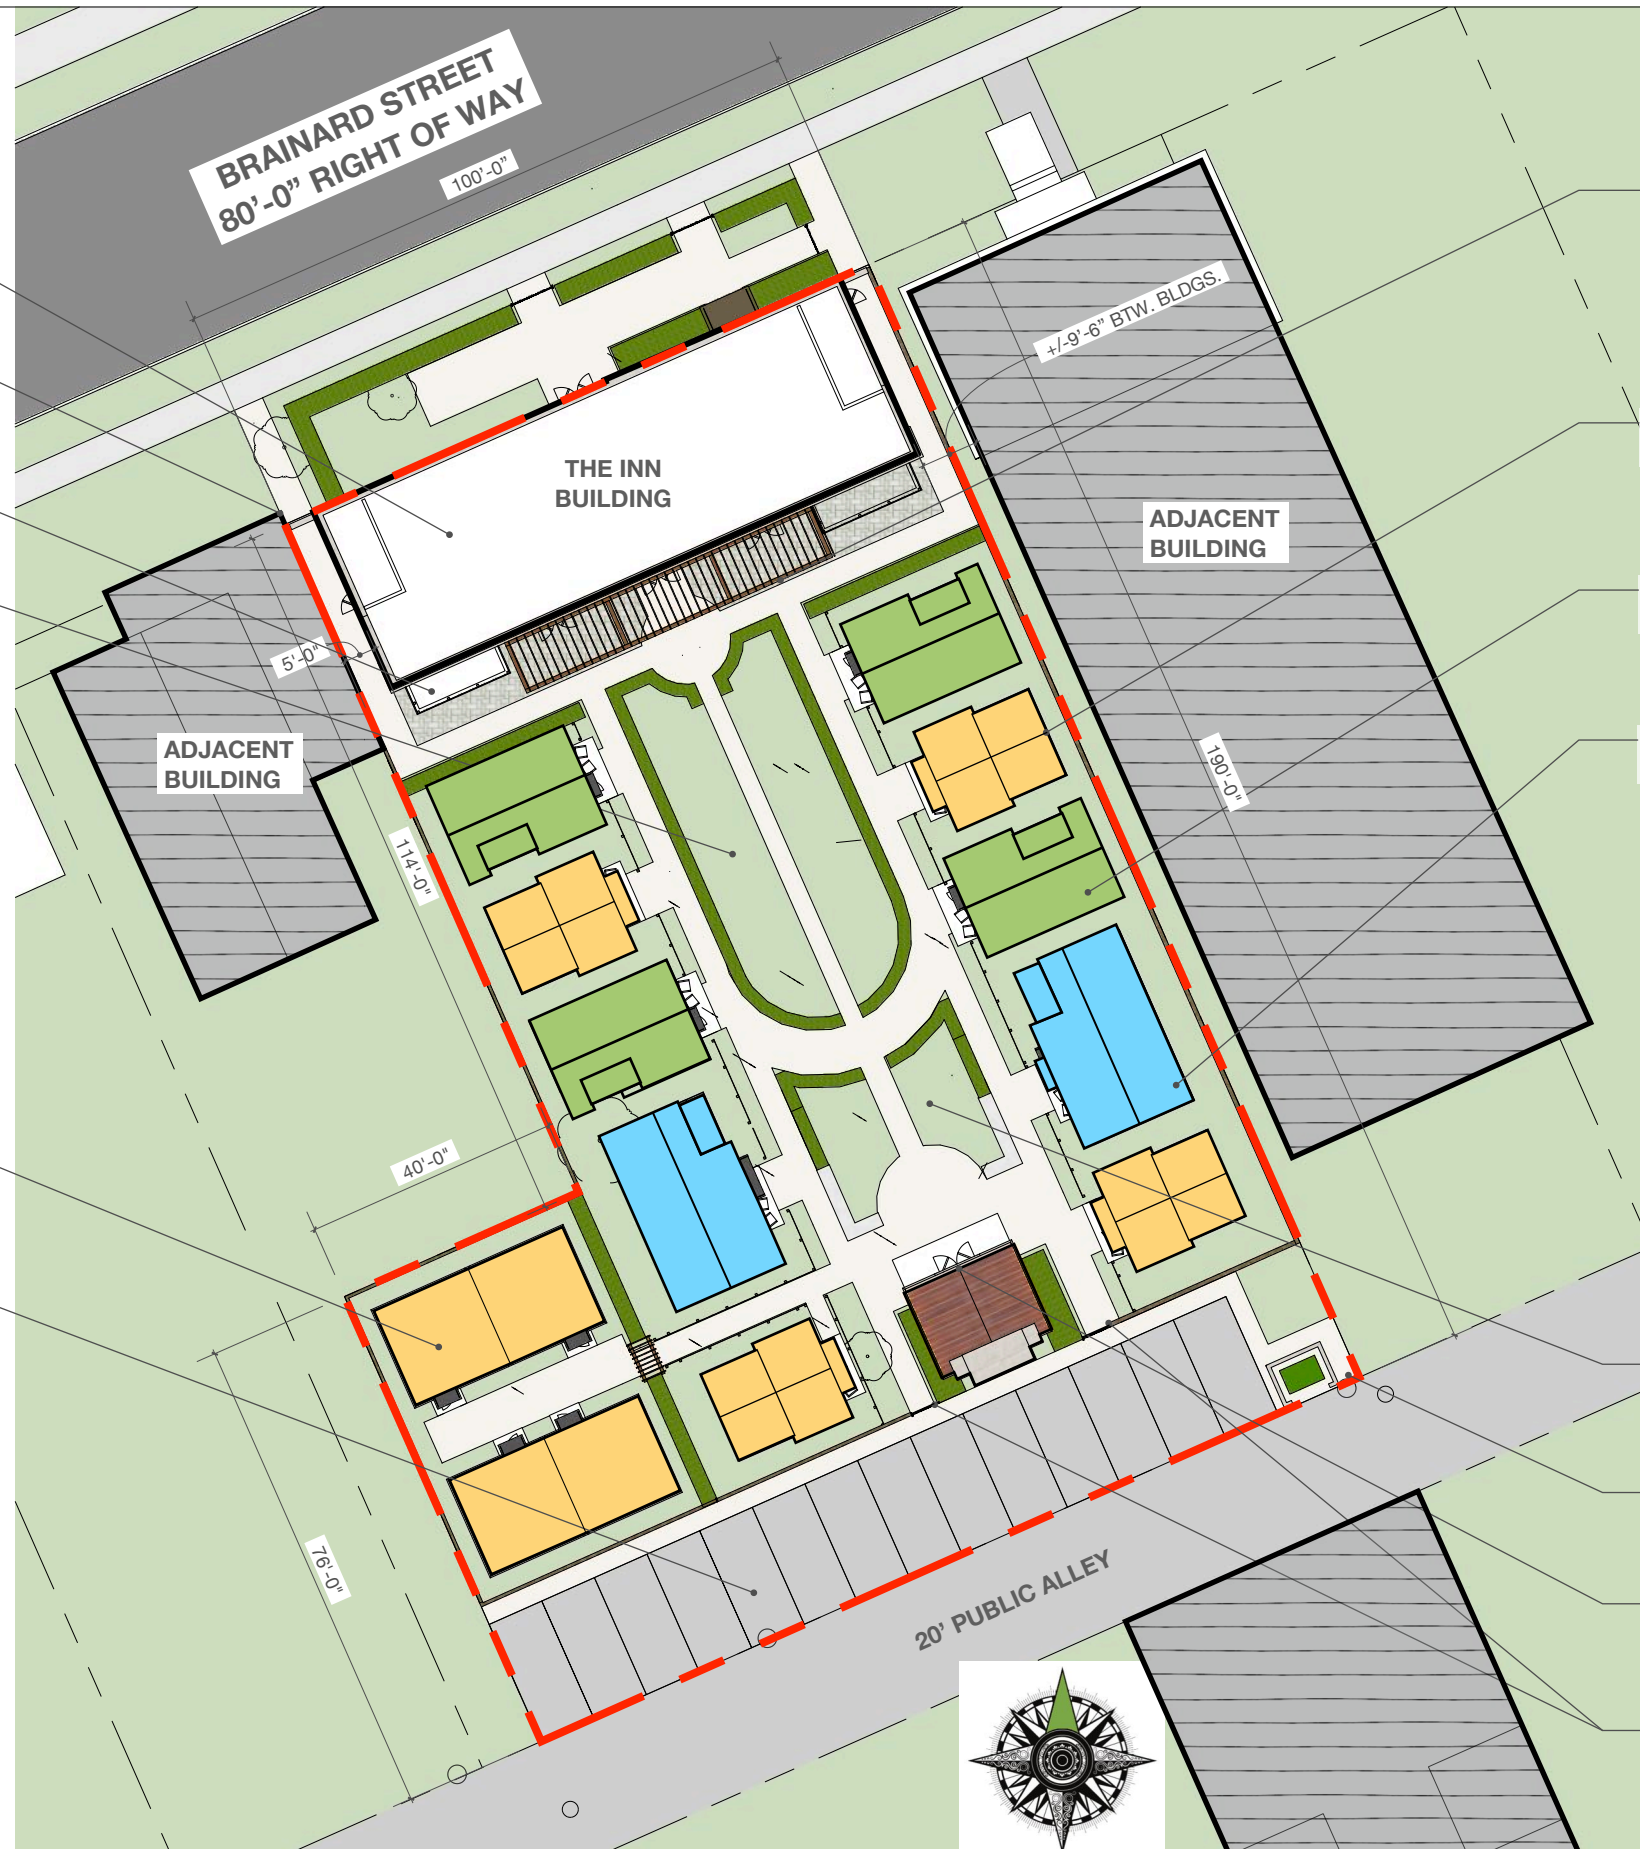 BRAINARD STREET
80’-0” RIGHT OF WAY
100’-0”
+/-9’-6” BTW. BLDGS.
THE INN
BUILDING
ADJACENT
BUILDING
5'-0"
ADJACENT
BUILDING
190'-0"
114'-0"
40'-0"
76'-0"
20’ PUBLIC ALLEY